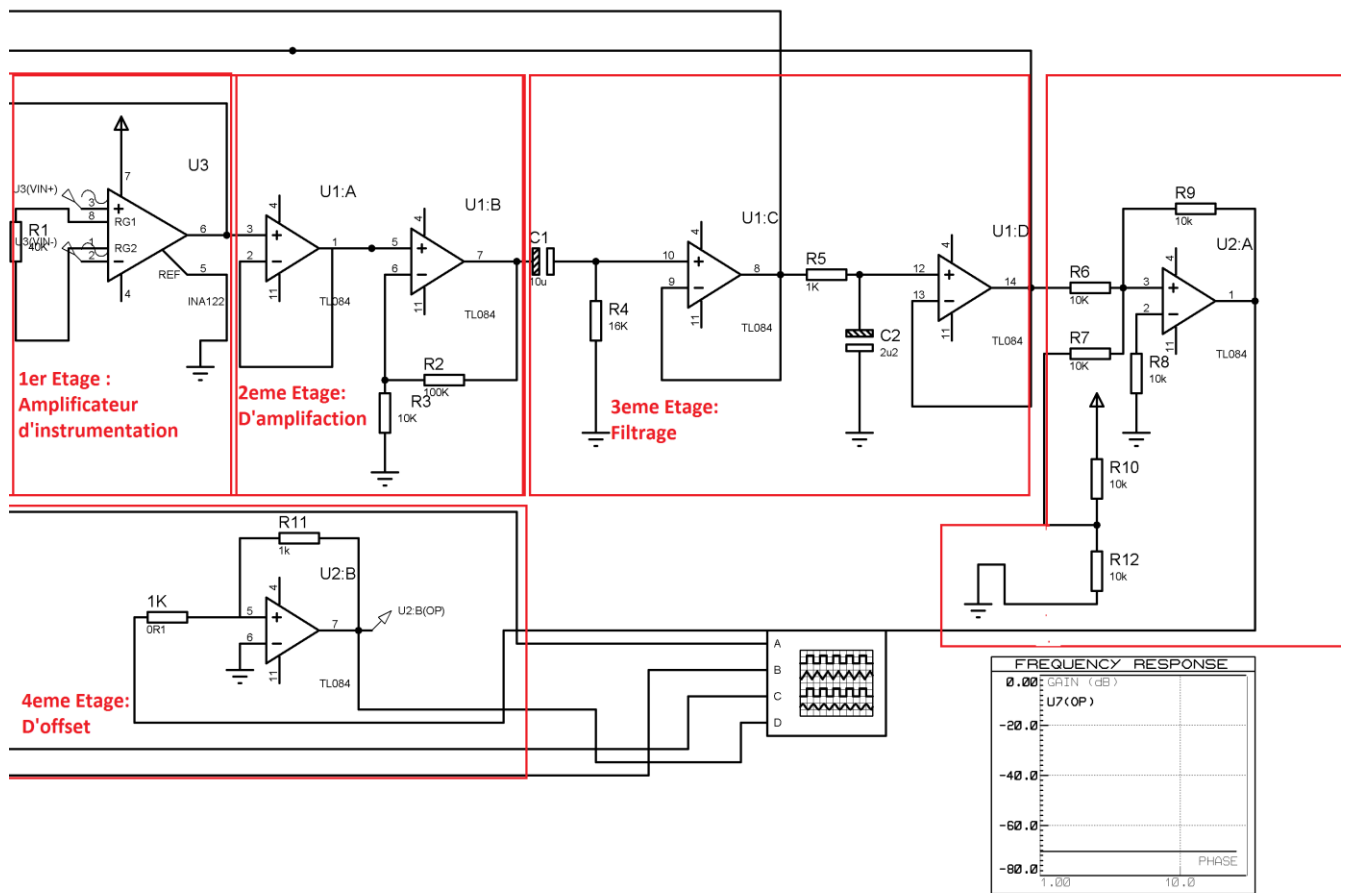 U3
7
U3(VIN+)
3
8
RG1
R1
40K
U3(VIN-)
1
RG2
2
6
REF
5
4
INA122
1er Etage :
Amplificateur
d'instrumentation
U1:A
4
3
1
2
11
TL084
U1:B
4
5
7
6
11
TL084
R2
100K
R3
10K
2eme Etage:
D'amplifaction
C1
10u
R4
16K
U1:C
4
10
8
9
11
TL084
R5
1K
C2
2u2
U1:D
4
12
14
13
11
TL084
3eme Etage:
Filtrage
R9
10k
U2:A
R6
10K
4
3
1
2
11
TL084
R7
10K
R8
10k
R10
10k
R12
10k
R11
1k
U2:B
1K
0R1
4
5
7
6
11
TL084
U2:B(OP)
4eme Etage:
D'offset
A
B
C
D
FREQUENCY RESPONSE
0.00
GAIN (dB)
U7(OP)
-20.0
-40.0
-60.0
PHASE
-80.0
1.00
10.0